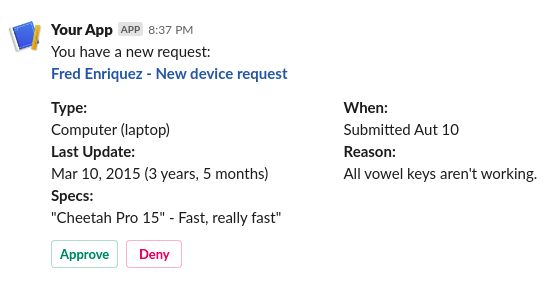 Your App APP 8:37 PM
You have a new request:
Fred Enriquez - New device request
Type:
Computer (laptop)
When:
Submitted Aut 10
Last Update:
Mar 10, 2015 (3 years, 5 months)
Reason:
All vowel keys aren't working.
Specs:
"Cheetah Pro 15" - Fast, really fast"
Approve
Deny